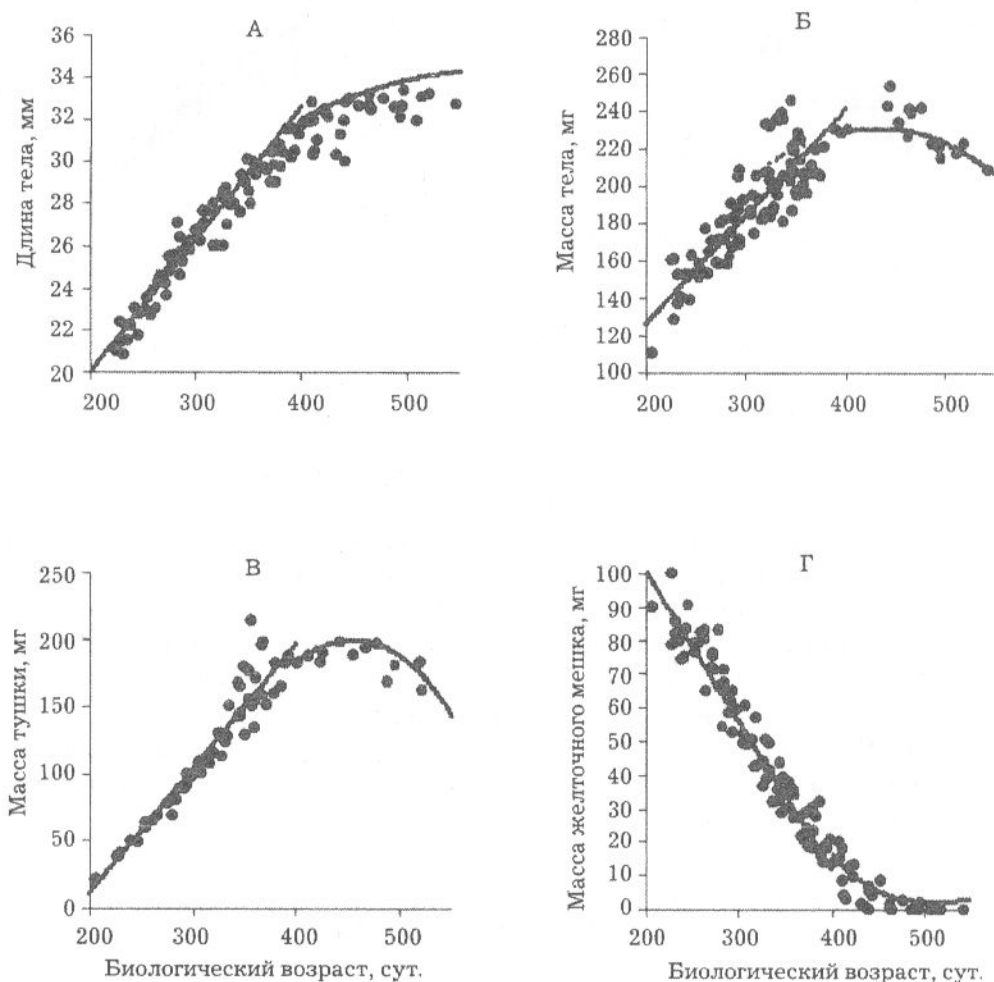 А
Длина тела, мм
36
34
32
30
28
26
24
22
20
200 300 400 500
Б
Масса тела, мг
280
260
240
220
200
180
160
140
120
100
200 300 400 500
В
Масса тушки, мг
250
200
150
100
50
0
200 300 400 500
Биологический возраст, сут.
Г
Масса желточного мешка, мг
100
90
80
70
60
50
40
30
20
10
0
200 300 400 500
Биологический возраст, сут.